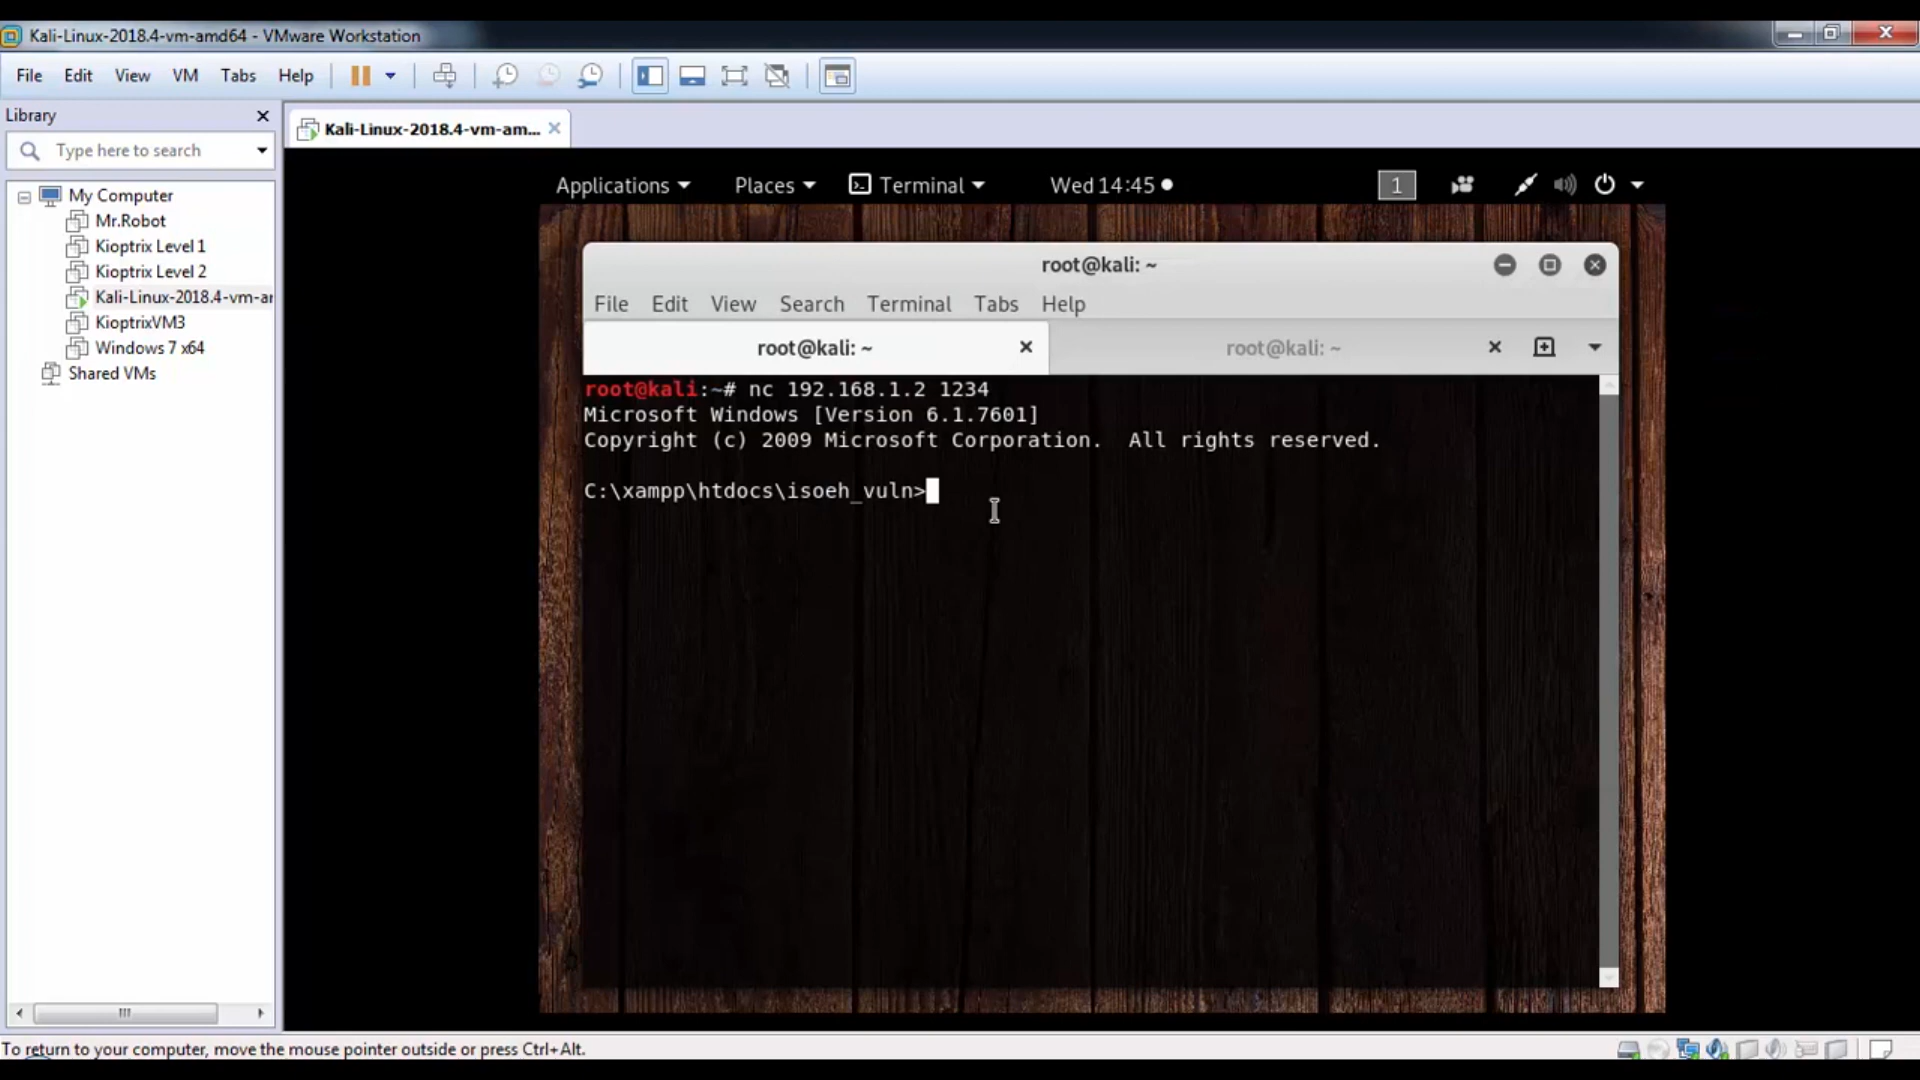 Kali-Linux-2018.4-vm-amd64 - VMware Workstation
File Edit View VM Tabs Help
Library
Type here to search
My Computer
Mr.Robot
Kioptrix Level 1
Kioptrix Level 2
Kali-Linux-2018.4-vm-ar
KioptrixVM3
Windows 7 x64
Shared VMs
Kali-Linux-2018.4-vm-am...
Applications Places Terminal Wed 14:45 1
root@kali: ~
File Edit View Search Terminal Tabs Help
root@kali: ~ root@kali: ~
root@kali:~# nc 192.168.1.2 1234
Microsoft Windows [Version 6.1.7601]
Copyright (c) 2009 Microsoft Corporation.  All rights reserved.
C:\xampp\htdocs\isoeh_vuln>
To return to your computer, move the mouse pointer outside or press Ctrl+Alt.